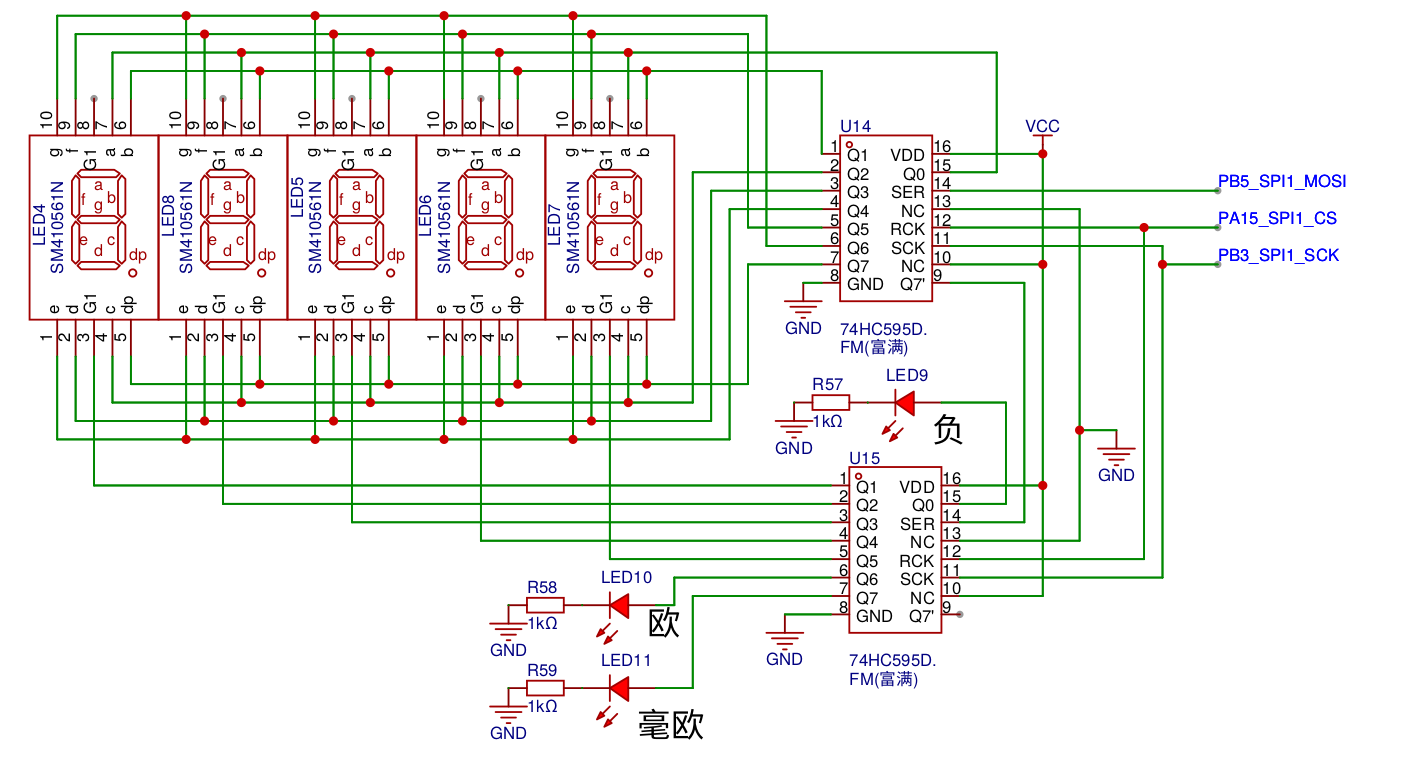 10 9 8 7 6 10 9 8 7 6 10 9 8 7 6 10 9 8 7 6 10 9 8 7 6
g f G1 a b g f G1 a b g f G1 a b g f G1 a b g f G1 a b
LED4 SM410561N a f b g e c d dp
LED8 SM410561N a f b g e c d dp
LED5 SM410561N a f b g e c d dp
LED6 SM410561N a f b g e c d dp
LED7 SM410561N a f b g e c d dp
e d G1 c dp e d G1 c dp e d G1 c dp e d G1 c dp e d G1 c dp
1 2 3 4 5 1 2 3 4 5 1 2 3 4 5 1 2 3 4 5 1 2 3 4 5
U14
VCC
1 Q1 VDD 16
2 Q2 Q0 15
3 Q3 SER 14
4 Q4 NC 13
5 Q5 RCK 12
6 Q6 SCK 11
7 Q7 NC 10
8 GND Q7' 9
PB5_SPI1_MOSI
PA15_SPI1_CS
PB3_SPI1_SCK
GND
74HC595D.
FM(富满)
R57
LED9
1kΩ
负
GND
GND
U15
1 Q1 VDD 16
2 Q2 Q0 15
3 Q3 SER 14
4 Q4 NC 13
5 Q5 RCK 12
6 Q6 SCK 11
7 Q7 NC 10
8 GND Q7' 9
GND
74HC595D.
FM(富满)
R58
LED10
1kΩ
欧
GND
R59
LED11
1kΩ
毫欧
GND